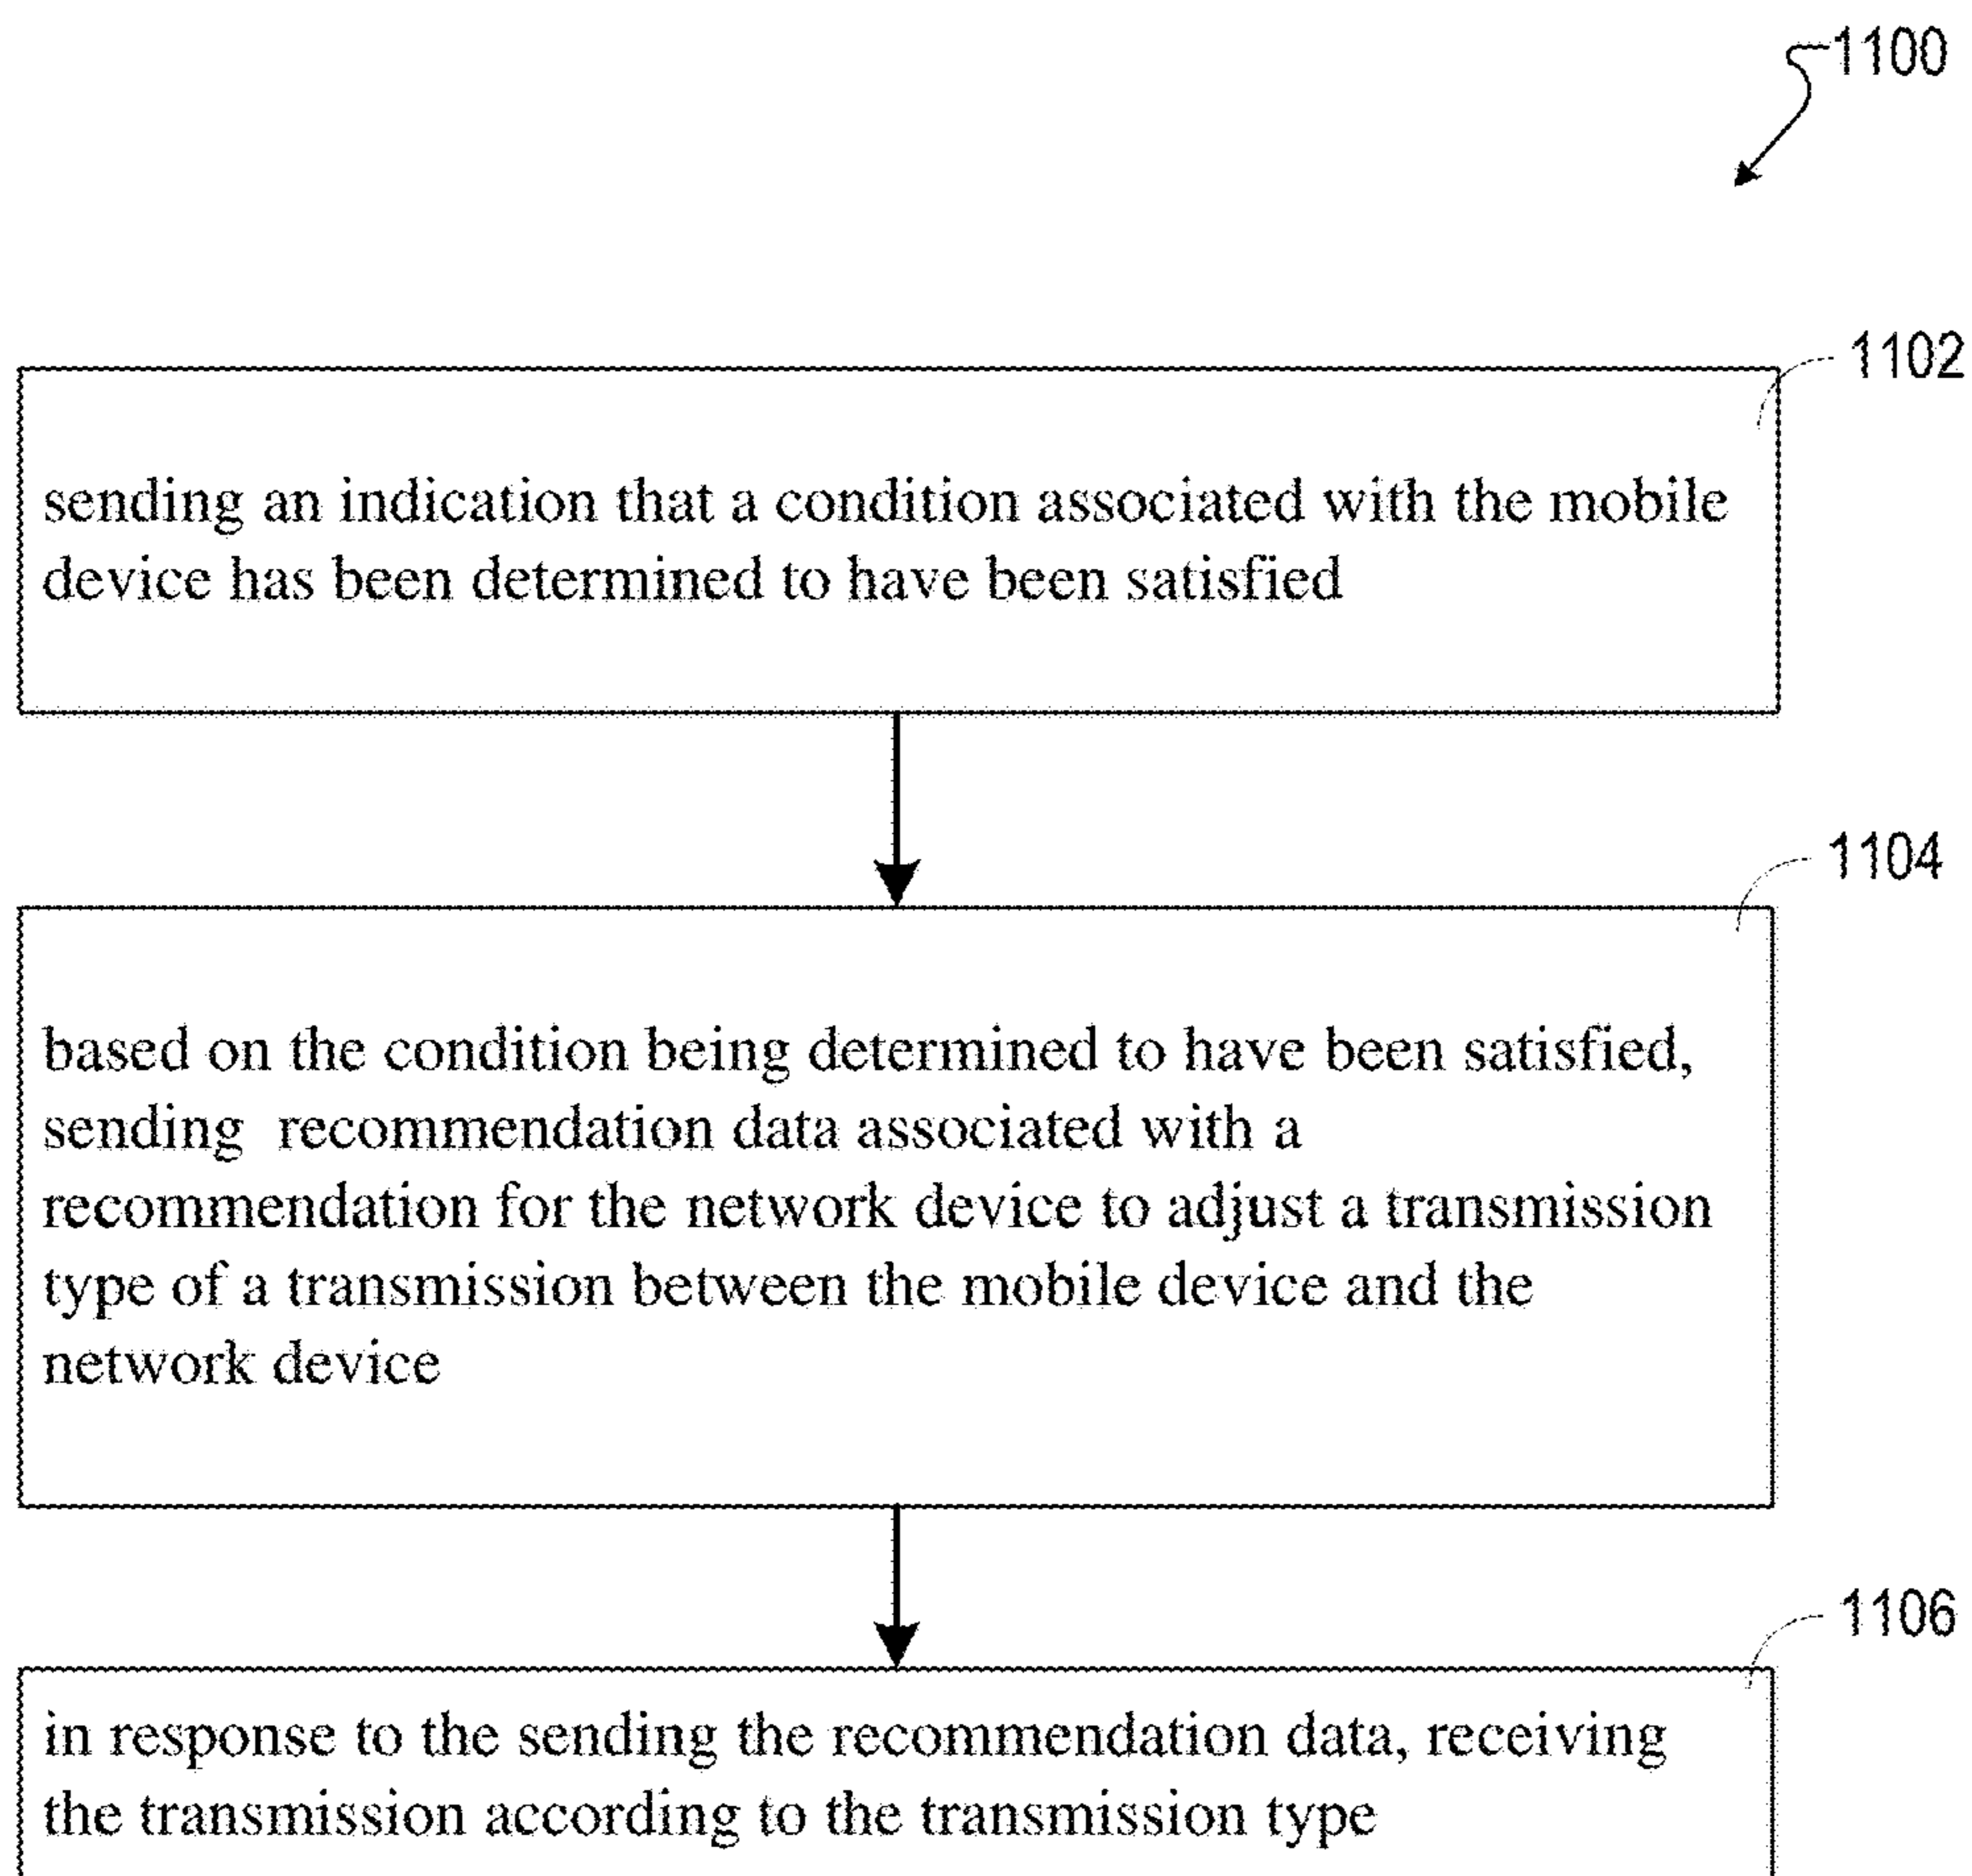 1100
1102
sending an indication that a condition associated with the mobile
device has been determined to have been satisfied
1104
based on the condition being determined to have been satisfied,
sending recommendation data associated with a
recommendation for the network device to adjust a transmission
type of a transmission between the mobile device and the
network device
1106
in response to the sending the recommendation data, receiving
the transmission according to the transmission type